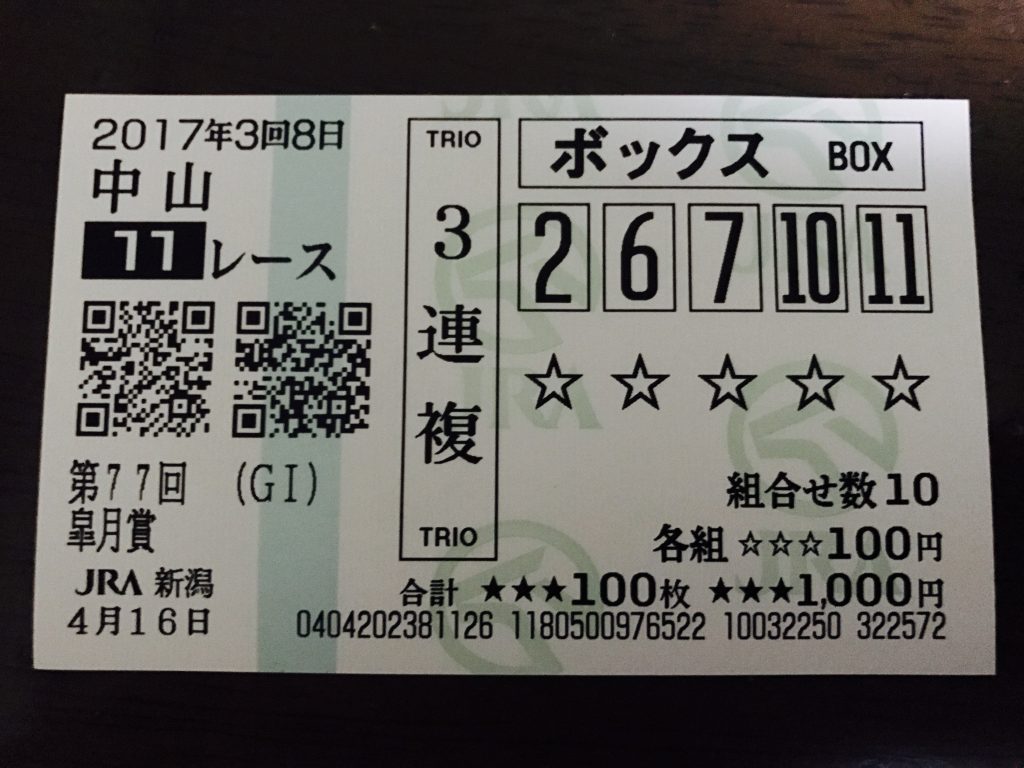 2017年3回8日
中山
11レース
第77回 (GI)
皐月賞
JRA 新潟
4月16日
TRIO
3連複
TRIO
ボックス BOX
2 6 7 10 11
☆ ☆ ☆ ☆ ☆
組合せ数10
各組 ☆☆☆100円
合計 ★★★100枚 ★★★1,000円
0404202381126 1180500976522 10032250 322572
JRA
JRA
JRA